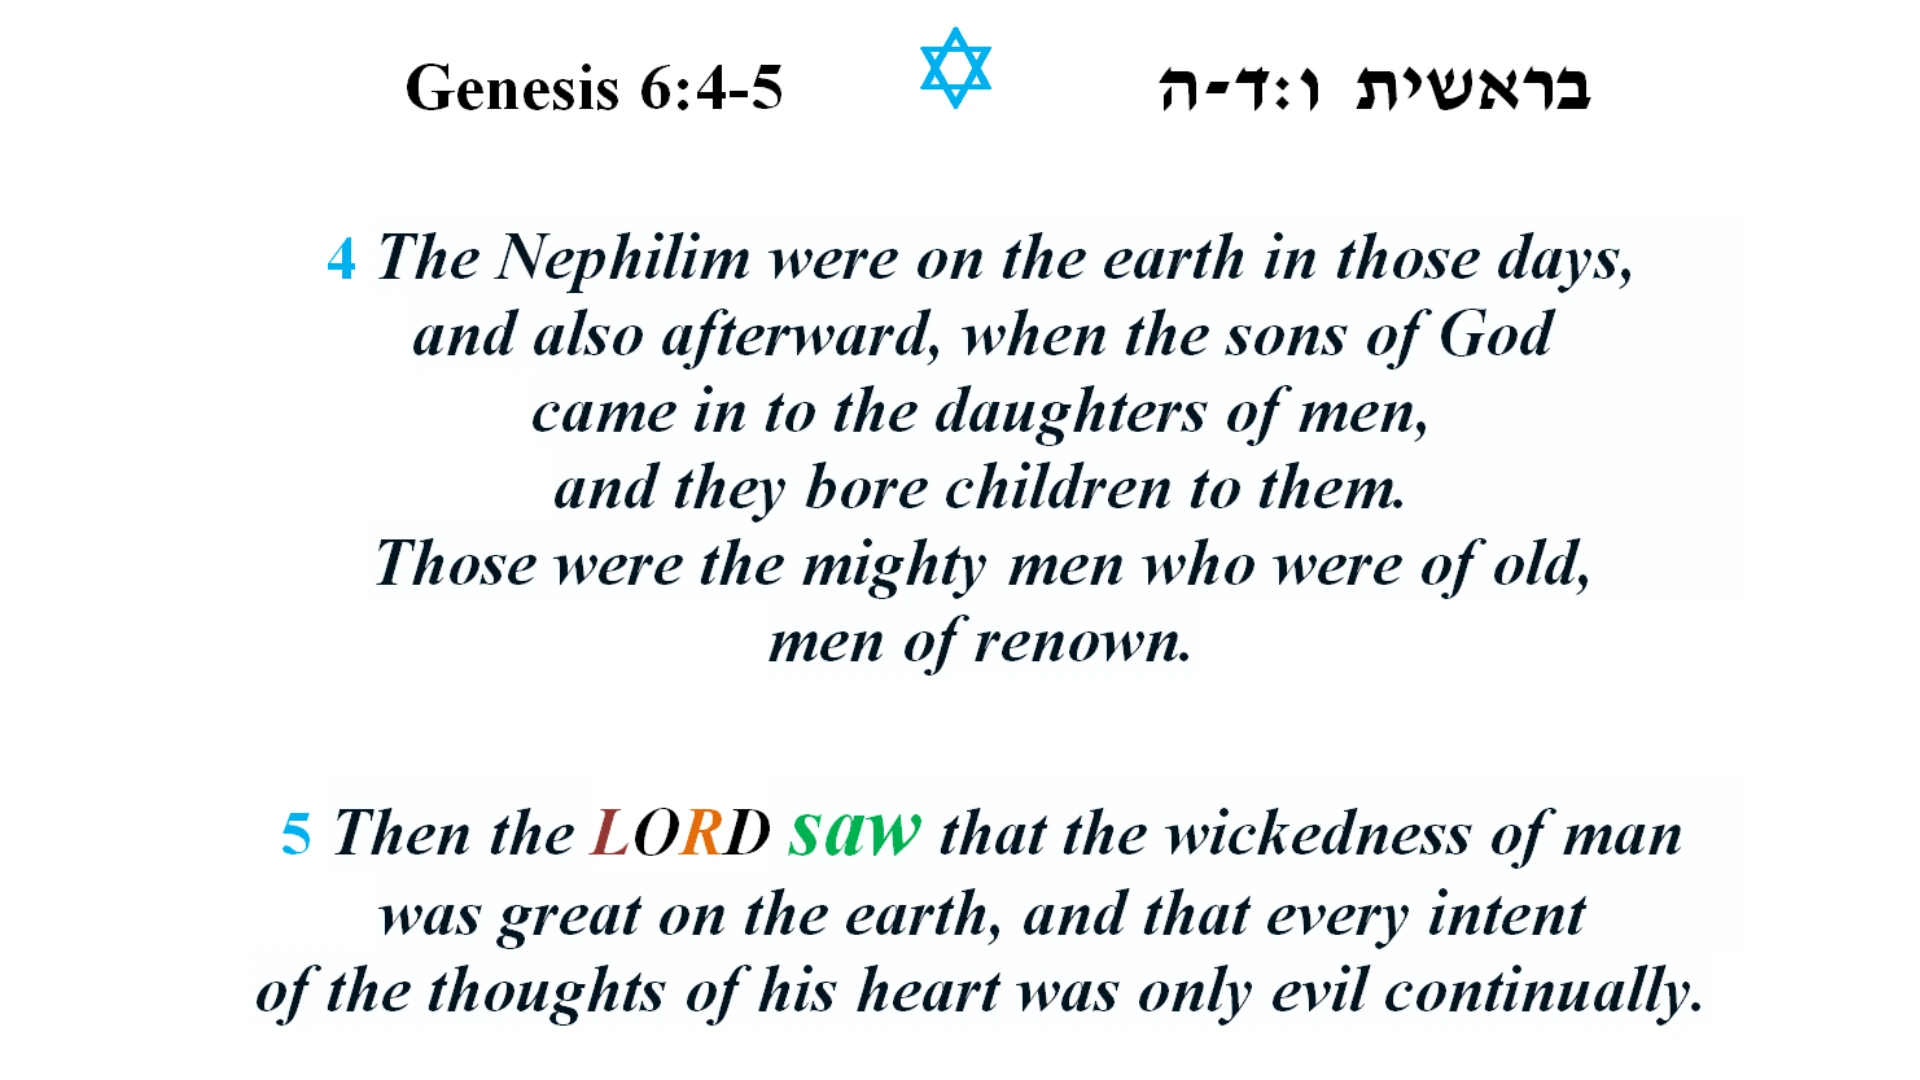 Genesis 6:4-5
בראשית ו:ד-ה
4 The Nephilim were on the earth in those days,
and also afterward, when the sons of God
came in to the daughters of men,
and they bore children to them.
Those were the mighty men who were of old,
men of renown.
5 Then the LORD saw that the wickedness of man
was great on the earth, and that every intent
of the thoughts of his heart was only evil continually.